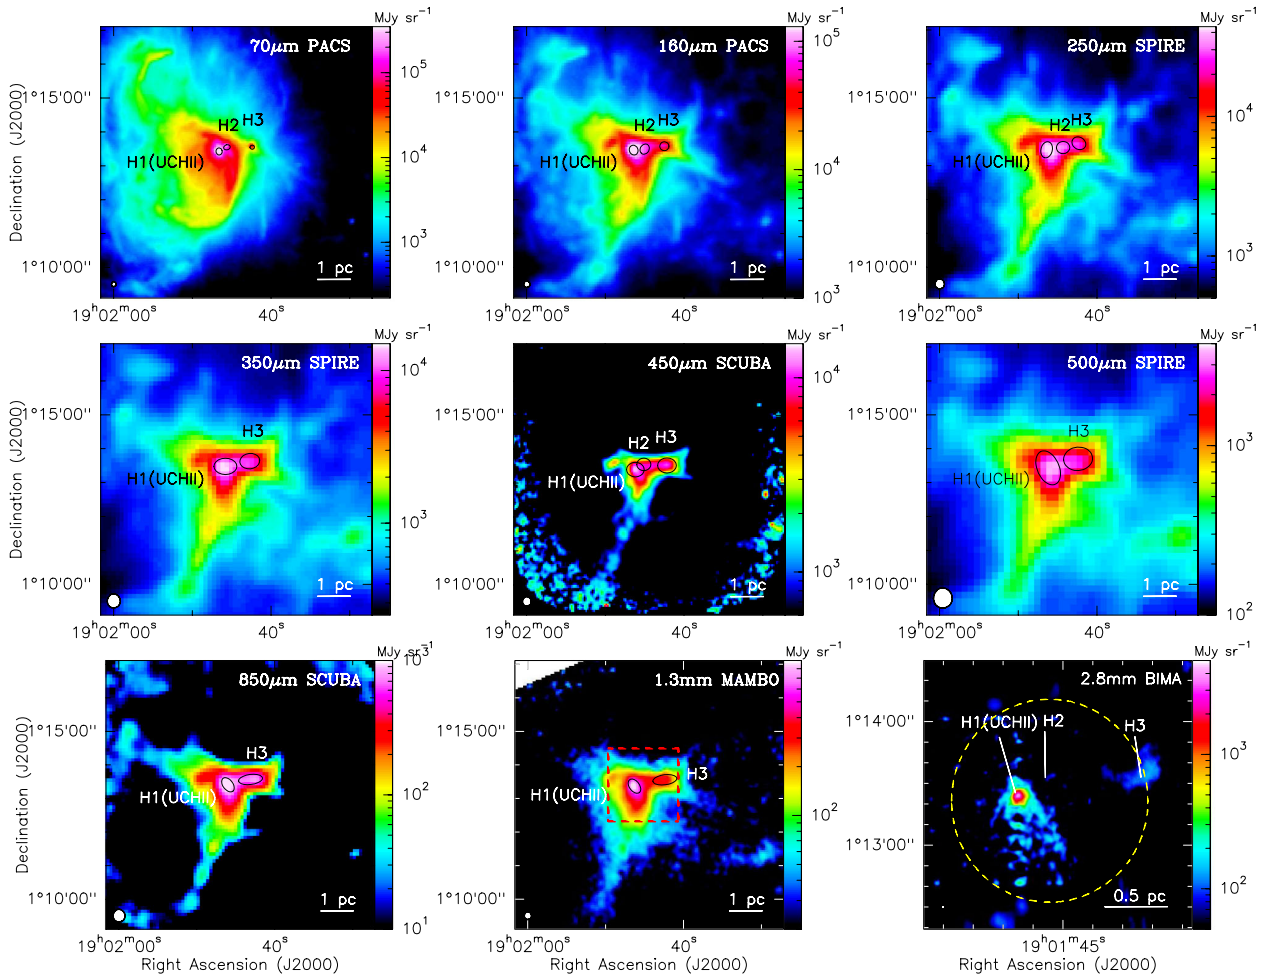 MJy sr⁻¹
MJy sr⁻¹
MJy sr⁻¹
70μm PACS
160μm PACS
250μm SPIRE
10⁵
10⁵
10⁴
1°15'00"
1°15'00"
1°15'00"
H2 H3
H2 H3
H2 H3
H1(UCHII)
H1(UCHII)
H1(UCHII)
10⁴
10⁴
10³
10³
10³
Declination (J2000)
1°10'00"
1°10'00"
1 pc
1 pc
1 pc
19ʰ02ᵐ00ˢ
40ˢ
19ʰ02ᵐ00ˢ
40ˢ
19ʰ02ᵐ00ˢ
40ˢ
MJy sr⁻¹
MJy sr⁻¹
MJy sr⁻¹
350μm SPIRE
450μm SCUBA
500μm SPIRE
10⁴
10⁴
1°15'00"
1°15'00"
H3
H2 H3
H3
H1(UCHII)
H1(UCHII)
H1(UCHII)
10³
10³
10³
10²
Declination (J2000)
1°10'00"
1°10'00"
1°10'00"
1 pc
1 pc
1 pc
19ʰ02ᵐ00ˢ
40ˢ
19ʰ02ᵐ00ˢ
40ˢ
19ʰ02ᵐ00ˢ
40ˢ
MJy sr⁻¹
MJy sr⁻¹
MJy sr⁻¹
10³
850μm SCUBA
1.3mm MAMBO
2.8mm BIMA
1°15'00"
1°15'00"
1°14'00"
H3
H3
H1(UCHII) H2
H3
H1(UCHII)
H1(UCHII)
10²
10²
10³
10²
10¹
1°13'00"
Declination (J2000)
1°10'00"
1°10'00"
1 pc
1 pc
0.5 pc
19ʰ02ᵐ00ˢ
40ˢ
19ʰ02ᵐ00ˢ
40ˢ
19ʰ01ᵐ45ˢ
Right Ascension (J2000)
Right Ascension (J2000)
Right Ascension (J2000)